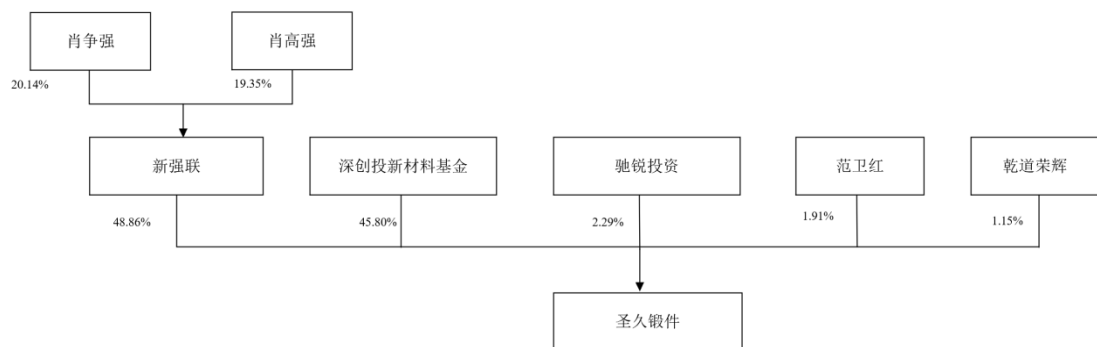 肖争强
肖高强
20.14%
19.35%
新强联
深创投新材料基金
驰锐投资
范卫红
乾道荣辉
48.86%
45.80%
2.29%
1.91%
1.15%
圣久锻件